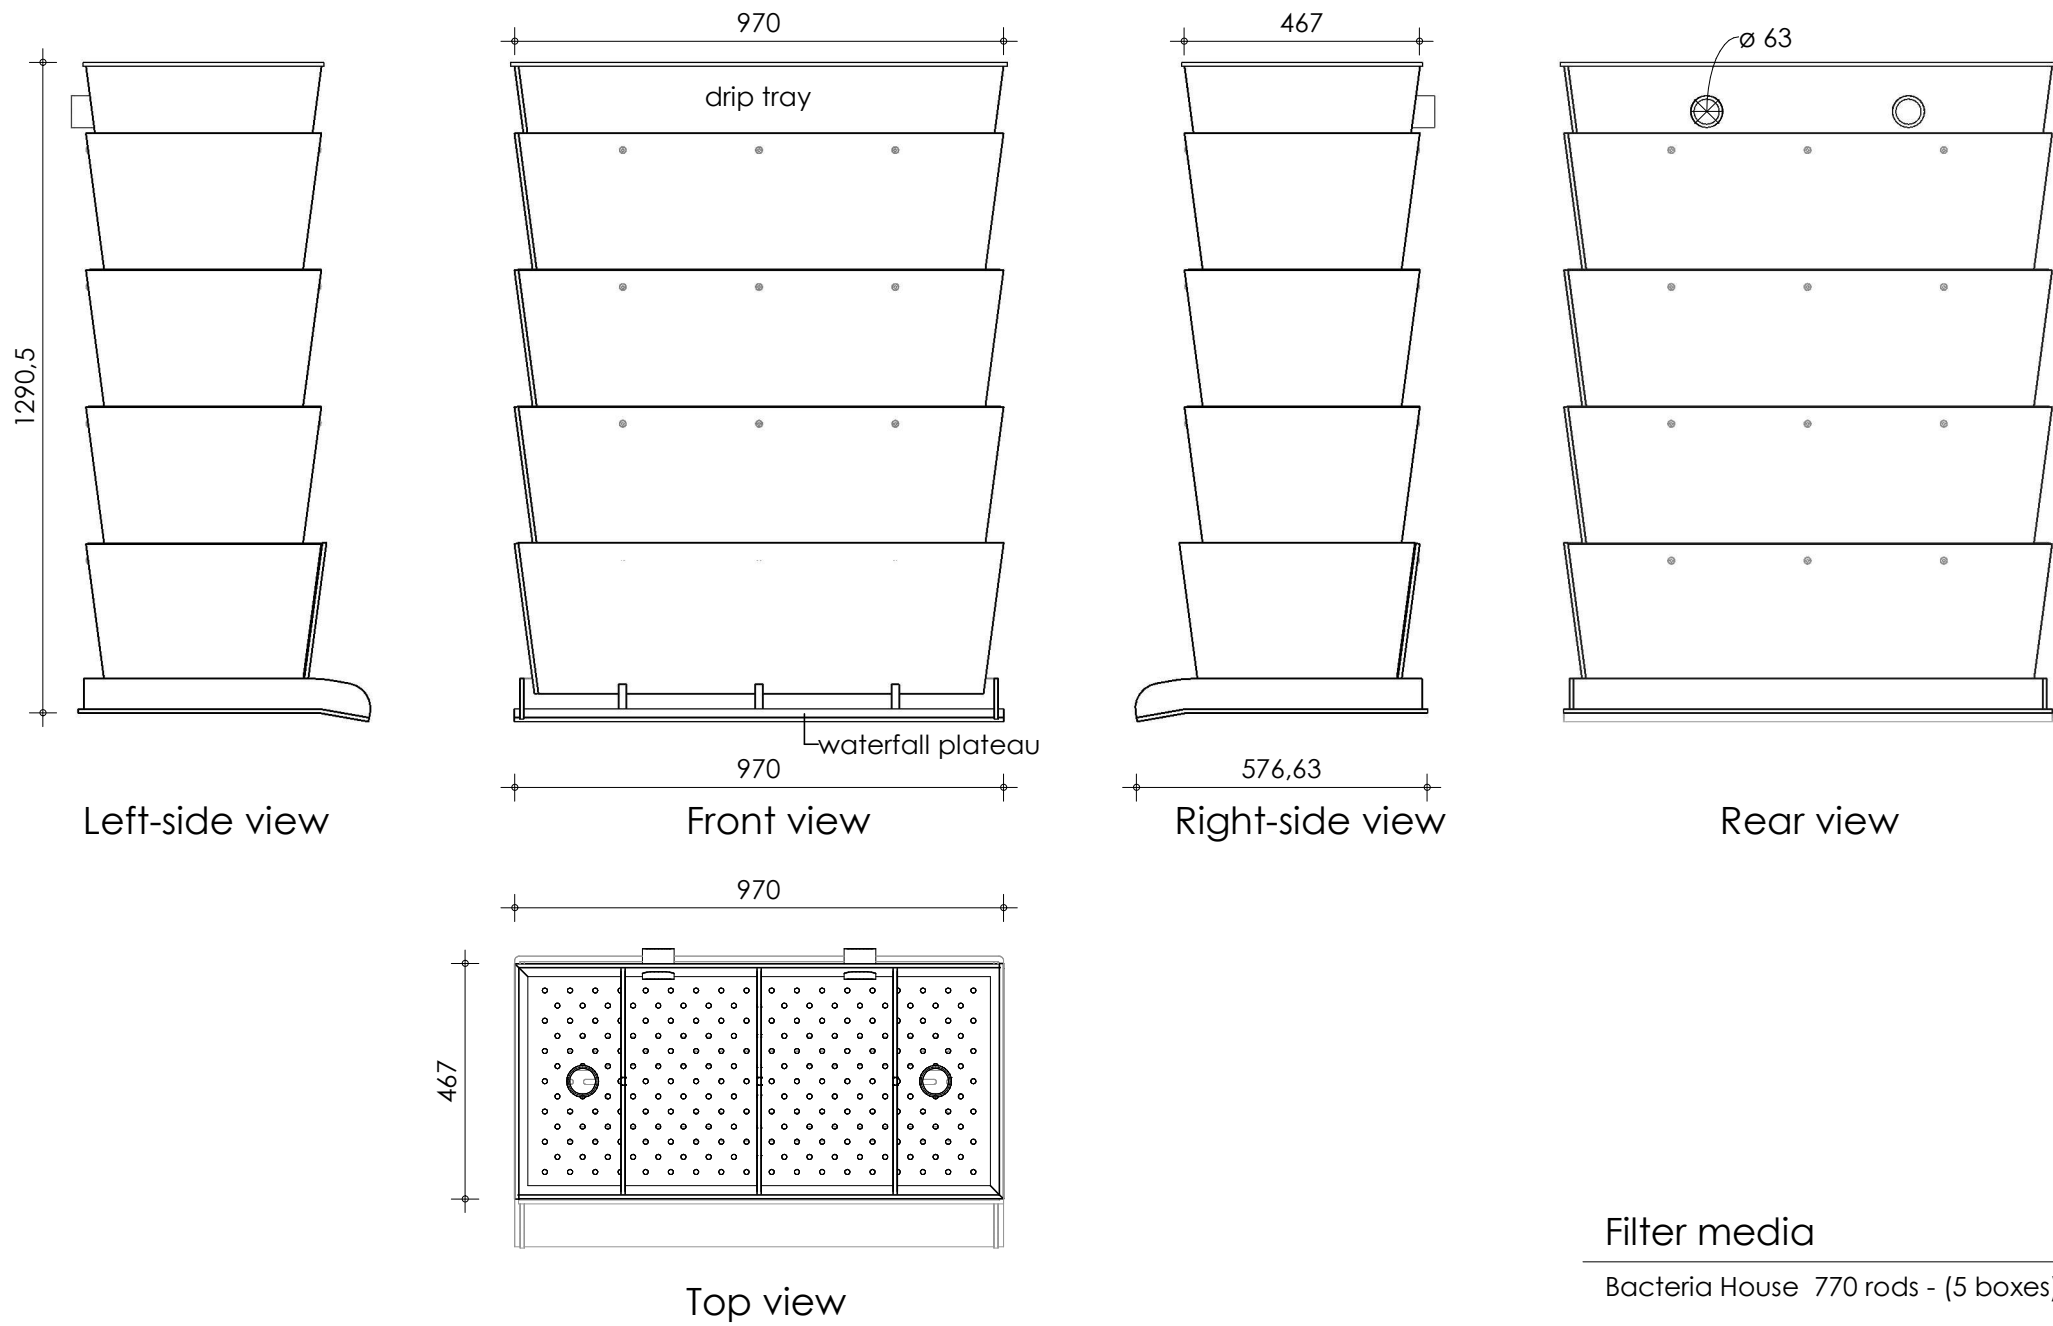 970
467
ø 63
drip tray
1290,5
waterfall plateau
970
576,63
Left-side view
Front view
Right-side view
Rear view
970
467
Filter media
Bacteria House 770 rods - (5 boxes)
Top view